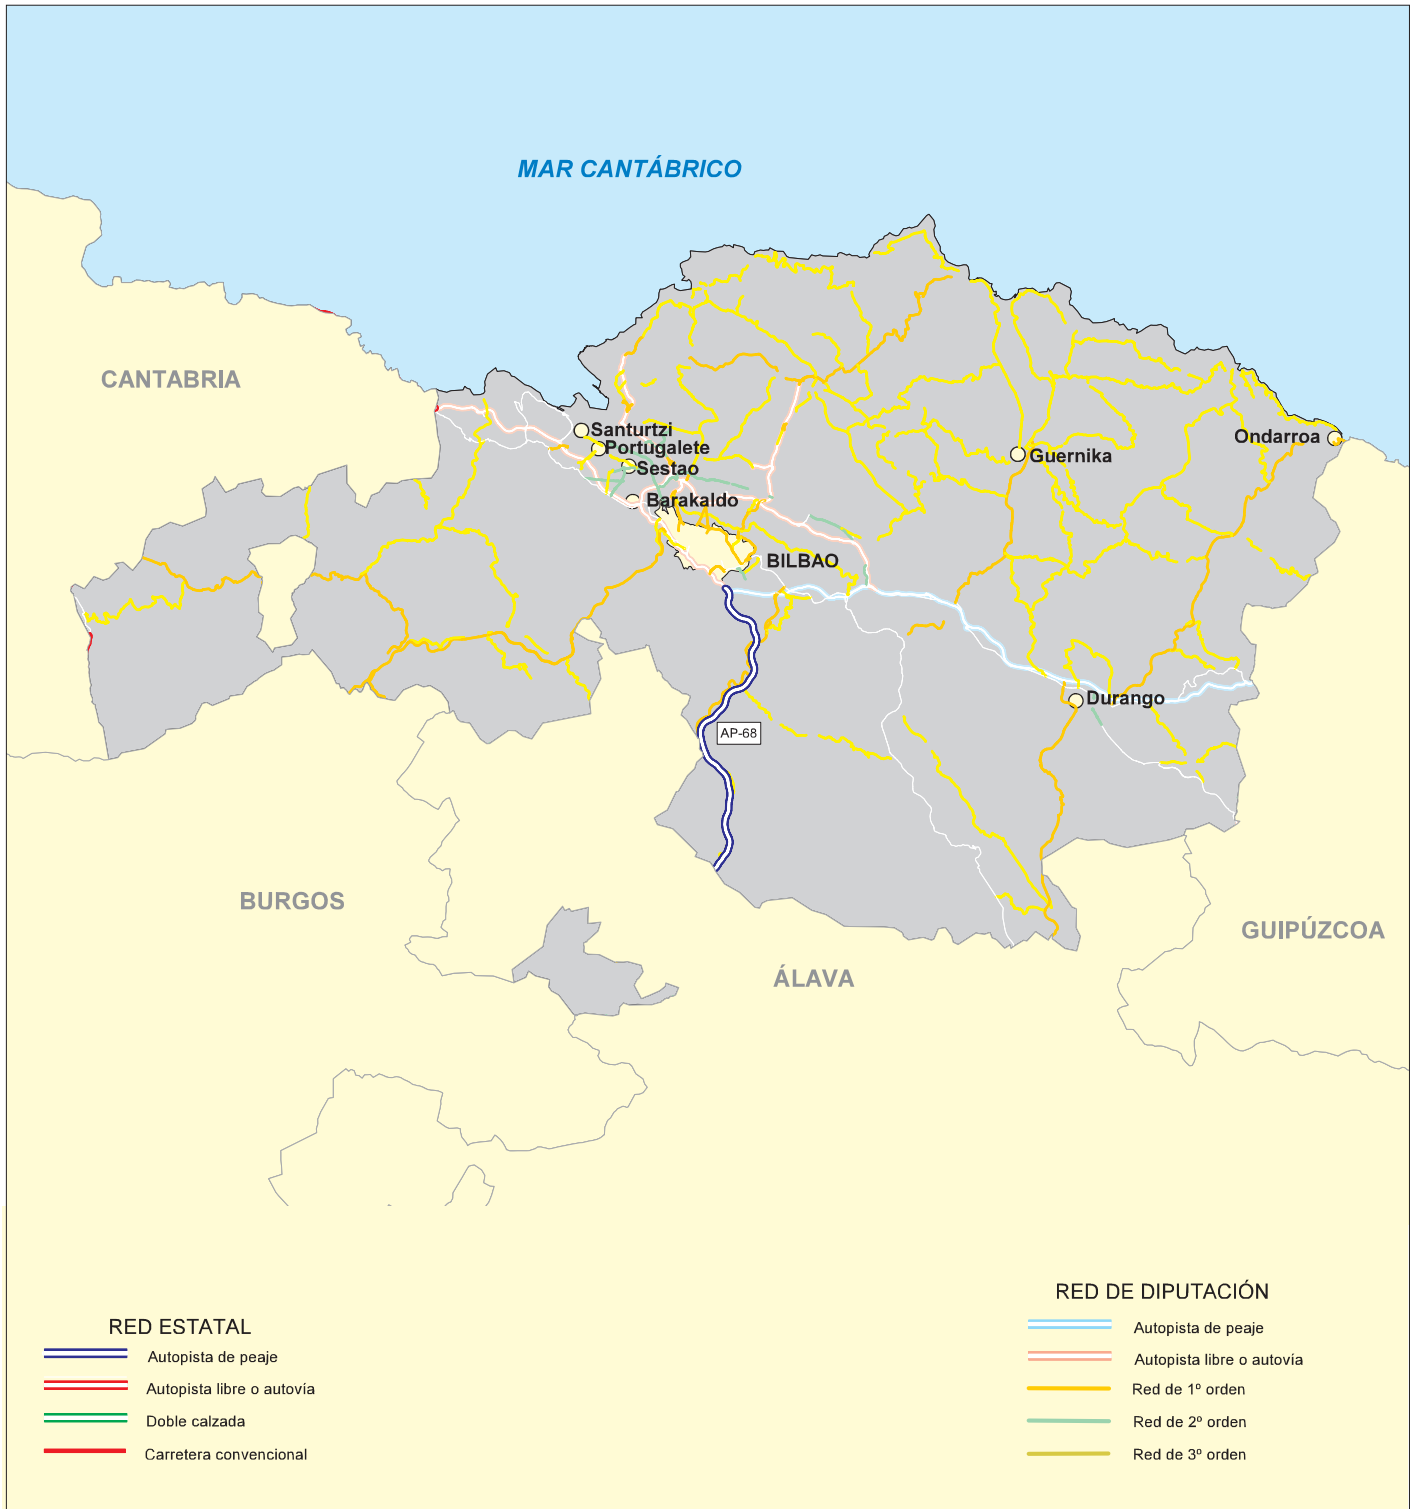 MAR CANTÁBRICO
CANTABRIA
Santurtzi
Portugalete
Sestao
Barakaldo
BILBAO
Guernika
Ondarroa
Durango
AP-68
BURGOS
ÁLAVA
GUIPÚZCOA
RED ESTATAL
Autopista de peaje
Autopista libre o autovía
Doble calzada
Carretera convencional
RED DE DIPUTACIÓN
Autopista de peaje
Autopista libre o autovía
Red de 1º orden
Red de 2º orden
Red de 3º orden